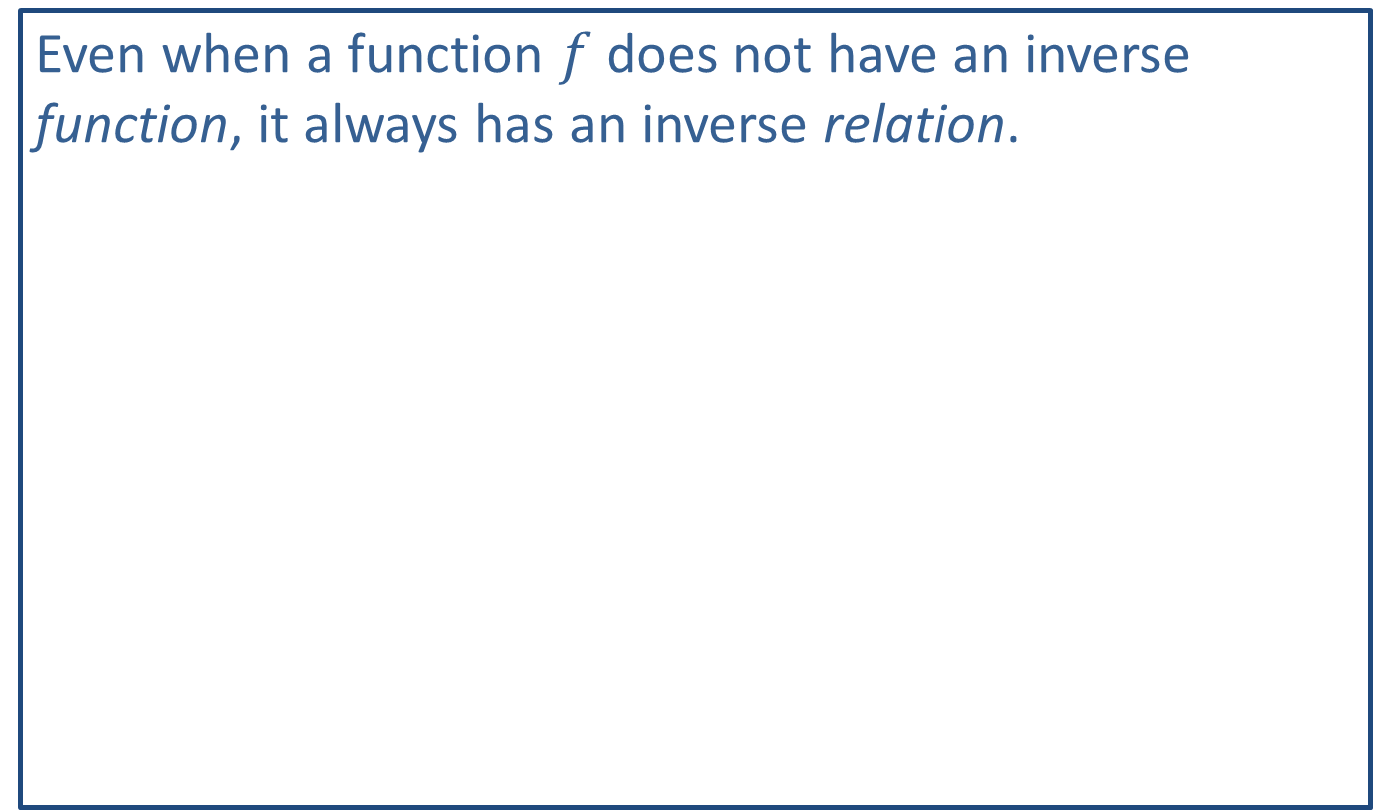 Even when a function f does not have an inverse
function, it always has an inverse relation.